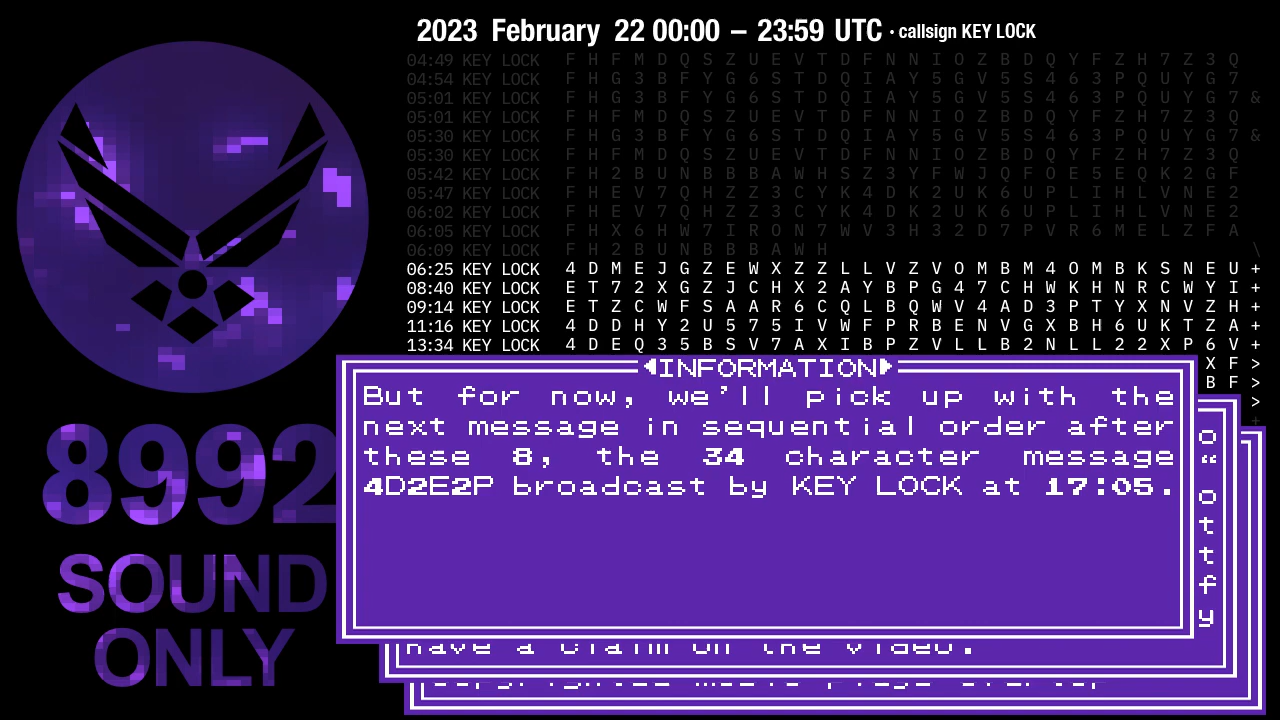 2023 February 22 00:00 – 23:59 UTC · callsign KEY LOCK
04:49 KEY LOCK F H F M D Q S Z U E V T D F N N I O Z B D Q Y F Z H 7 Z 3 Q
04:54 KEY LOCK F H G 3 B F Y G 6 S T D Q I A Y 5 G V 5 S 4 6 3 P Q U Y G 7
05:01 KEY LOCK F H G 3 B F Y G 6 S T D Q I A Y 5 G V 5 S 4 6 3 P Q U Y G 7 &
05:01 KEY LOCK F H F M D Q S Z U E V T D F N N I O Z B D Q Y F Z H 7 Z 3 Q
05:30 KEY LOCK F H G 3 B F Y G 6 S T D Q I A Y 5 G V 5 S 4 6 3 P Q U Y G 7 &
05:30 KEY LOCK F H F M D Q S Z U E V T D F N N I O Z B D Q Y F Z H 7 Z 3 Q
05:42 KEY LOCK F H 2 B U N B B B A W H S Z 3 Y F W J Q F O E 5 E Q K 2 G F
05:47 KEY LOCK F H E V 7 Q H Z Z 3 C Y K 4 D K 2 U K 6 U P L I H L V N E 2
06:02 KEY LOCK F H E V 7 Q H Z Z 3 C Y K 4 D K 2 U K 6 U P L I H L V N E 2
06:05 KEY LOCK F H X 6 H W 7 I R O N 7 W V 3 H 3 2 D 7 P V R 6 M E L Z F A
06:09 KEY LOCK F H 2 B U N B B B A W H \
06:25 KEY LOCK 4 D M E J G Z E W X Z Z L L V Z V O M B M 4 O M B K S N E U +
08:40 KEY LOCK E T 7 2 X G Z J C H X 2 A Y B P G 4 7 C H W K H N R C W Y I +
09:14 KEY LOCK E T Z C W F S A A R 6 C Q L B Q W V 4 A D 3 P T Y X N V Z H +
11:16 KEY LOCK 4 D D H Y 2 U 5 7 5 I V W F P R B E N V G X B H 6 U K T Z A +
13:34 KEY LOCK 4 D E Q 3 5 B S V 7 A X I B P Z V L L B 2 N L L 2 2 X P 6 V +
X F >
B F >
>
INFORMATION
But for now, we'll pick up with the
next message in sequential order after
these 8, the 34 character message
4D2E2P broadcast by KEY LOCK at 17:05.
o
“
o
t
t
f
y
have a claim on the video.
8992
SOUND
ONLY